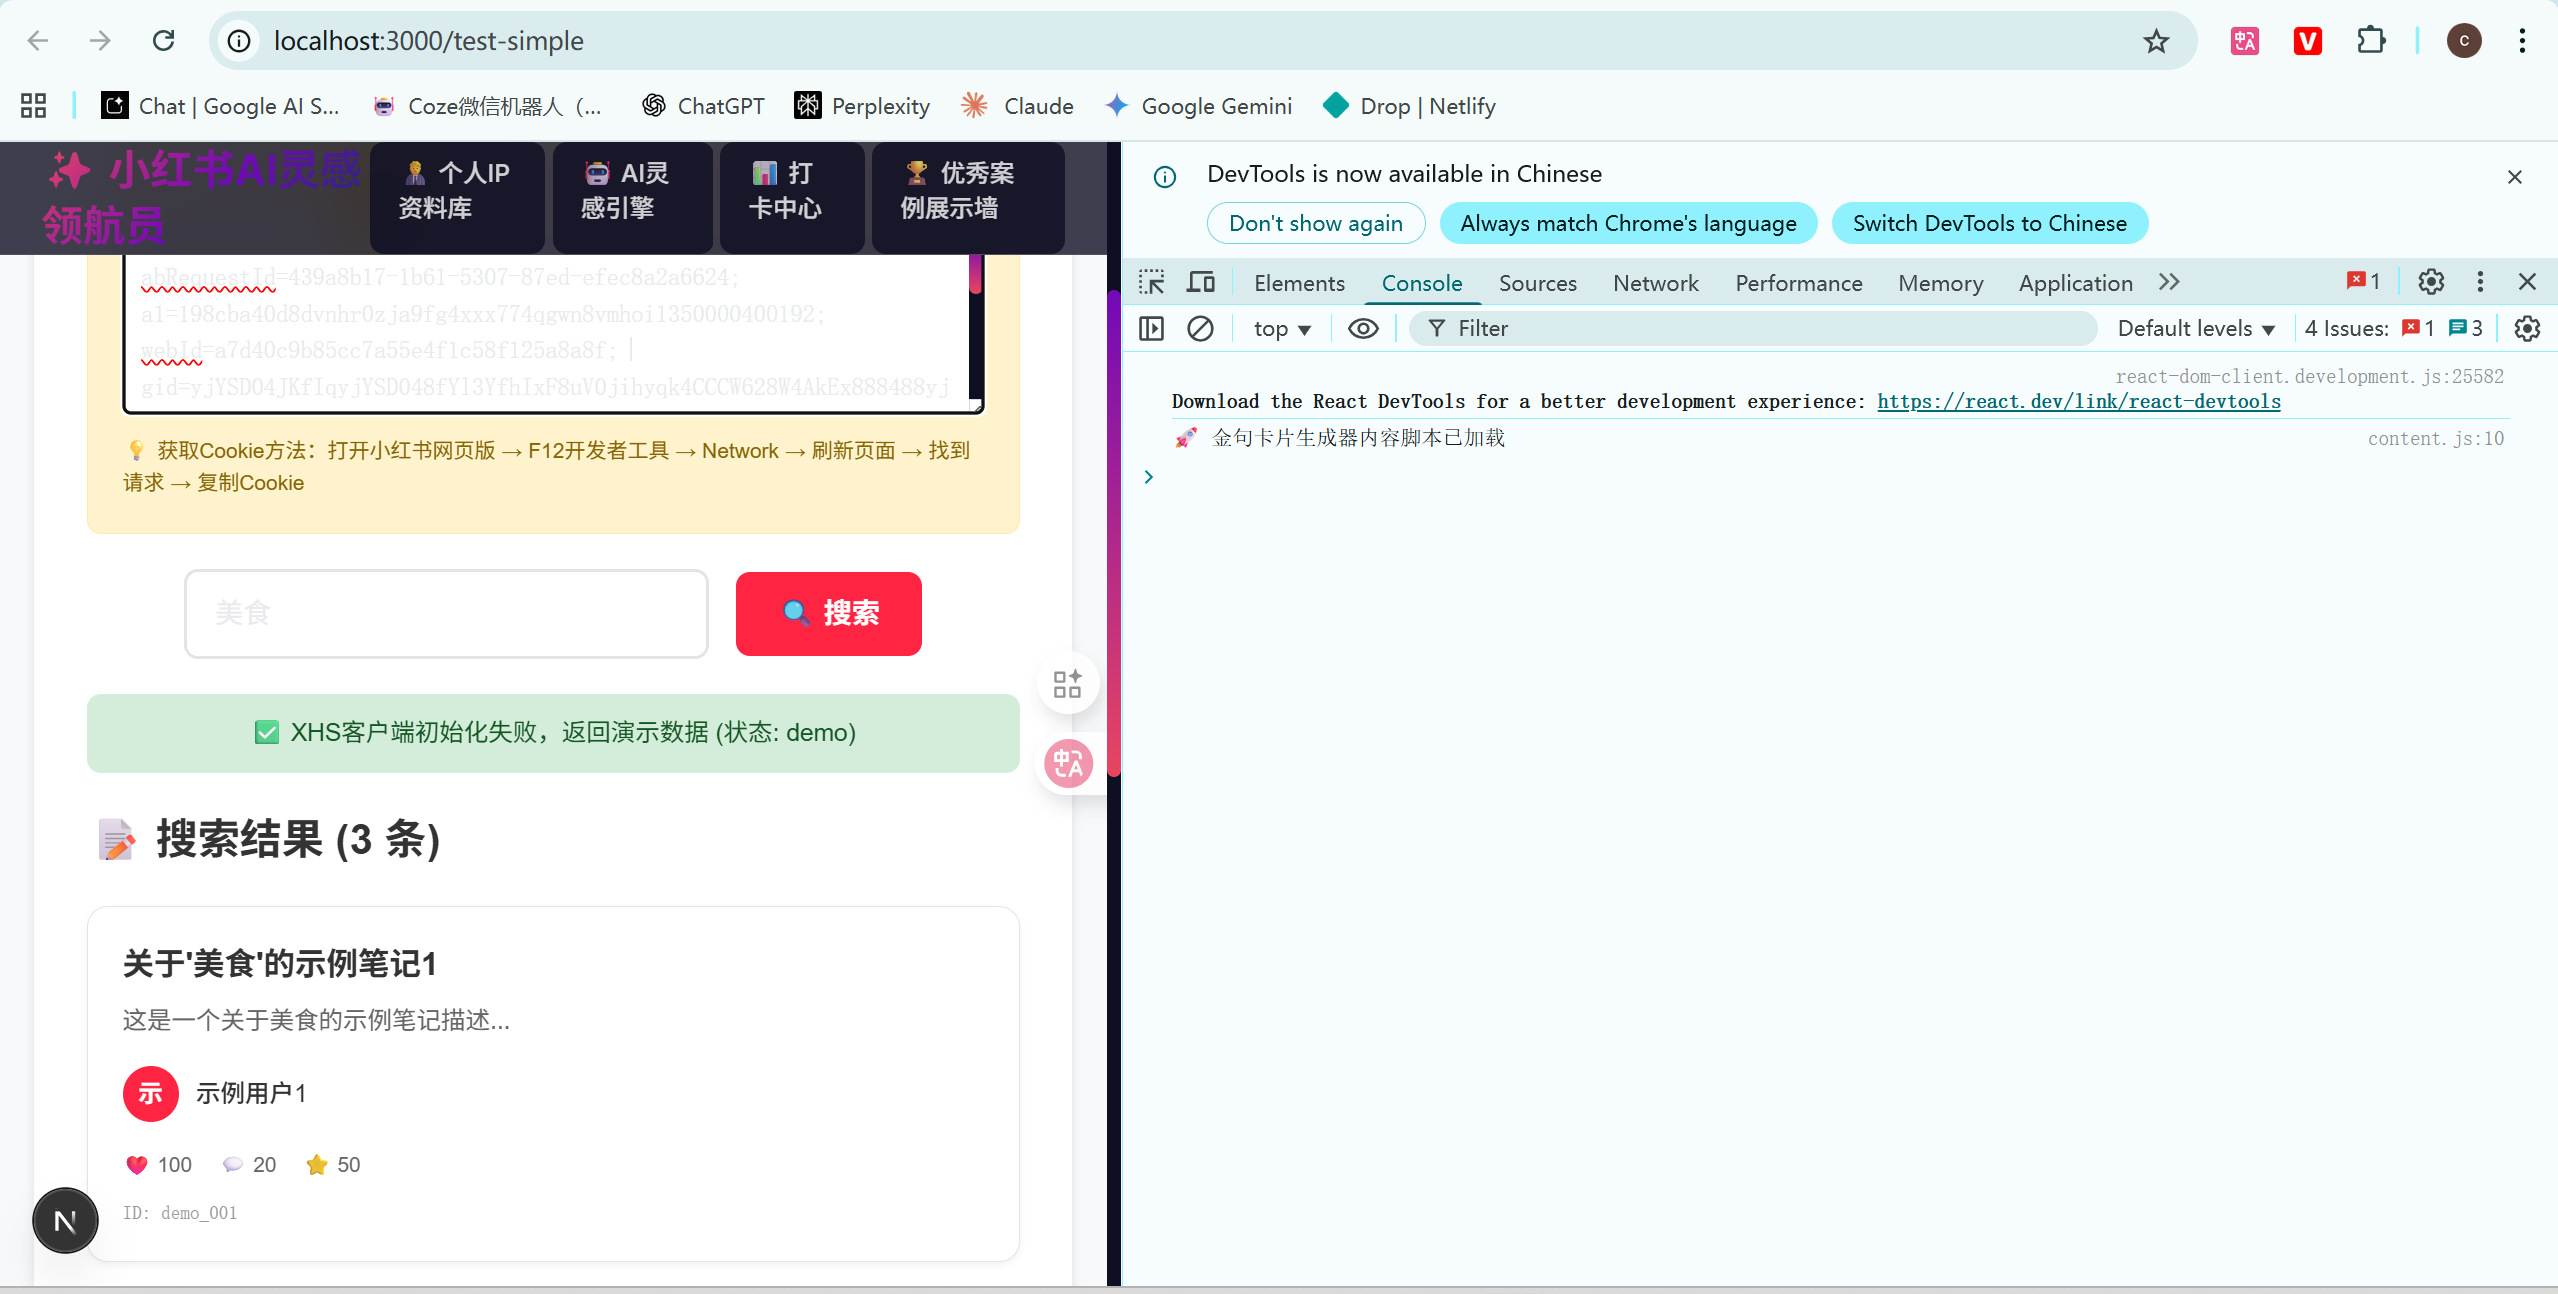 localhost:3000/test-simple
Chat | Google AI S...
Coze微信机器人（...
ChatGPT
Perplexity
Claude
Google Gemini
Drop | Netlify
✨ 小红书AI灵感
领航员
个人IP
资料库
🤖 AI灵
感引擎
📊 打
卡中心
🏆 优秀案
例展示墙
abRequestId=439a8b17-1b61-5307-87ed-efec8a2a6624;
a1=198cba40d8dvnhr0zja9fg4xxx774qgwn8vmhoi1350000400192;
webId=a7d40c9b85cc7a55e4f1c58f125a8a8f;
gid=yjYSD04JKfIqyjYSD048fYl3YfhIxF8uV0jihyqk4CCCW628W4AkEx888488yj
💡 获取Cookie方法：打开小红书网页版 → F12开发者工具 → Network → 刷新页面 → 找到
请求 → 复制Cookie
美食
🔍 搜索
✅ XHS客户端初始化失败，返回演示数据 (状态: demo)
📝 搜索结果 (3 条)
关于'美食'的示例笔记1
这是一个关于美食的示例笔记描述...
示
示例用户1
❤️ 100 💬 20 ⭐ 50
ID: demo_001
N
DevTools is now available in Chinese
Don't show again
Always match Chrome's language
Switch DevTools to Chinese
Elements
Console
Sources
Network
Performance
Memory
Application
1
top
Filter
Default levels
4 Issues: 1 3
react-dom-client.development.js:25582
Download the React DevTools for a better development experience: https://react.dev/link/react-devtools
🚀 金句卡片生成器内容脚本已加载
content.js:10